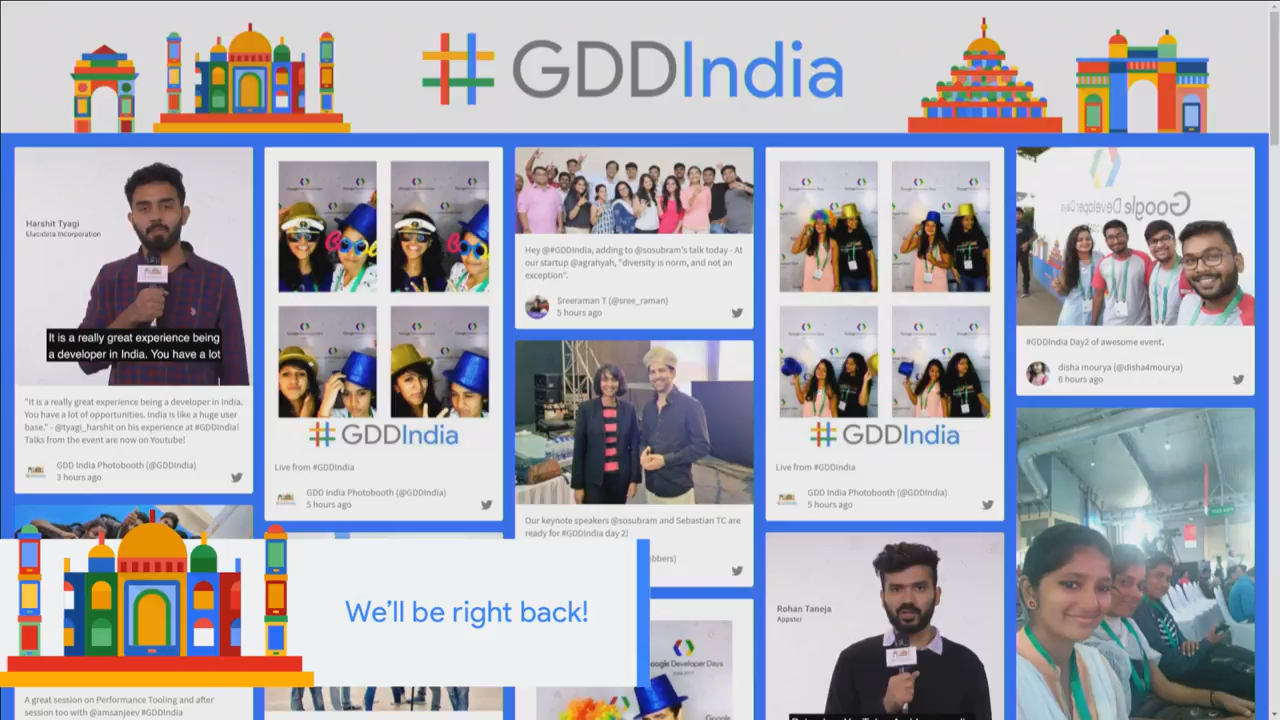 #GDDIndia
Harshit Tyagi
Elucidata Incorporation
It is a really great experience being
a developer in India. You have a lot
"It is a really great experience being a developer in India.
You have a lot of opportunities. India is like a huge user
base." - @tyagi_harshit on his experience at #GDDIndia!
Talks from the event are now on Youtube!
GDD India Photobooth (@GDDIndia)
3 hours ago
A great session on Performance Tooling and after
session too with @amsanjeev #GDDIndia
#GDDIndia
Live from #GDDIndia
GDD India Photobooth (@GDDIndia)
5 hours ago
Hey @#GDDIndia, adding to @sosubram's talk today - At
our startup @agrahyah, "diversity is norm, and not an
exception".
Sreeraman T (@sree_raman)
5 hours ago
Our keynote speakers @sosubram and Sebastian TC are
ready for #GDDIndia day 2!
Google Developer Days
#GDDIndia
Live from #GDDIndia
GDD India Photobooth (@GDDIndia)
5 hours ago
Rohan Taneja
Appster
Google Developer Days
#GDDIndia Day2 of awesome event.
disha mourya (@disha4mourya)
6 hours ago
We'll be right back!